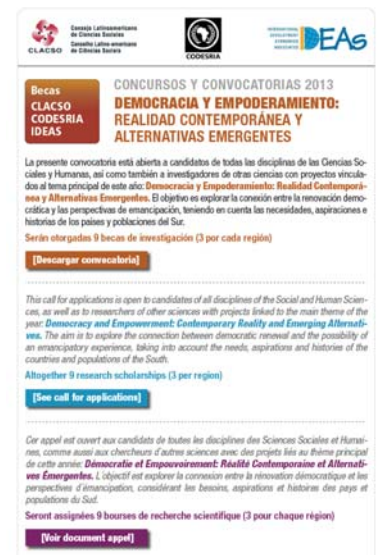 Consejo Latinoamericano
de Ciencias Sociales
Conselho Latino-americano
de Ciências Sociais
CLACSO
CODESRIA
INTERNATIONAL
DEVELOPMENT
ECONOMICS
ASSOCIATES
IDEAs
Becas
CLACSO
CODESRIA
IDEAS
CONCURSOS Y CONVOCATORIAS 2013
DEMOCRACIA Y EMPODERAMIENTO:
REALIDAD CONTEMPORÁNEA Y
ALTERNATIVAS EMERGENTES
La presente convocatoria está abierta a candidatos de todas las disciplinas de las Ciencias So-
ciales y Humanas, así como también a investigadores de otras ciencias con proyectos vincula-
dos al tema principal de este año: Democracia y Empoderamiento: Realidad Contemporá-
nea y Alternativas Emergentes. El objetivo es explorar la conexión entre la renovación demo-
crática y las perspectivas de emancipación, teniendo en cuenta las necesidades, aspiraciones e
historias de los países y poblaciones del Sur.
Serán otorgadas 9 becas de investigación (3 por cada región)
[Descargar convocatoria]
This call for applications is open to candidates of all disciplines of the Social and Human Scien-
ces, as well as to researchers of other sciences with projects linked to the main theme of the
year: Democracy and Empowerment: Contemporary Reality and Emerging Alternati-
ves. The aim is to explore the connection between democratic renewal and the possibility of
an emancipatory experience, taking into account the needs, aspirations and histories of the
countries and populations of the South.
Altogether 9 research scholarships (3 per region)
[See call for applications]
Cer appel est ouvert aux candidats de toutes les disciplines des Sciences Sociales et Humai-
nes, comme aussi aux chercheurs d'autres sciences avec des projets liés au thème principal
de cette année: Démocratie et Empouvoirement: Réalité Contemporaine et Alternati-
ves Émergentes. L'objectif est explorer la connexion entre la rénovation démocratique et les
perspectives d'émancipation, considérant les besoins, aspirations et histoires des pays et
populations du Sud.
Seront assignées 9 bourses de recherche scientifique (3 pour chaque région)
[Voir document appel]